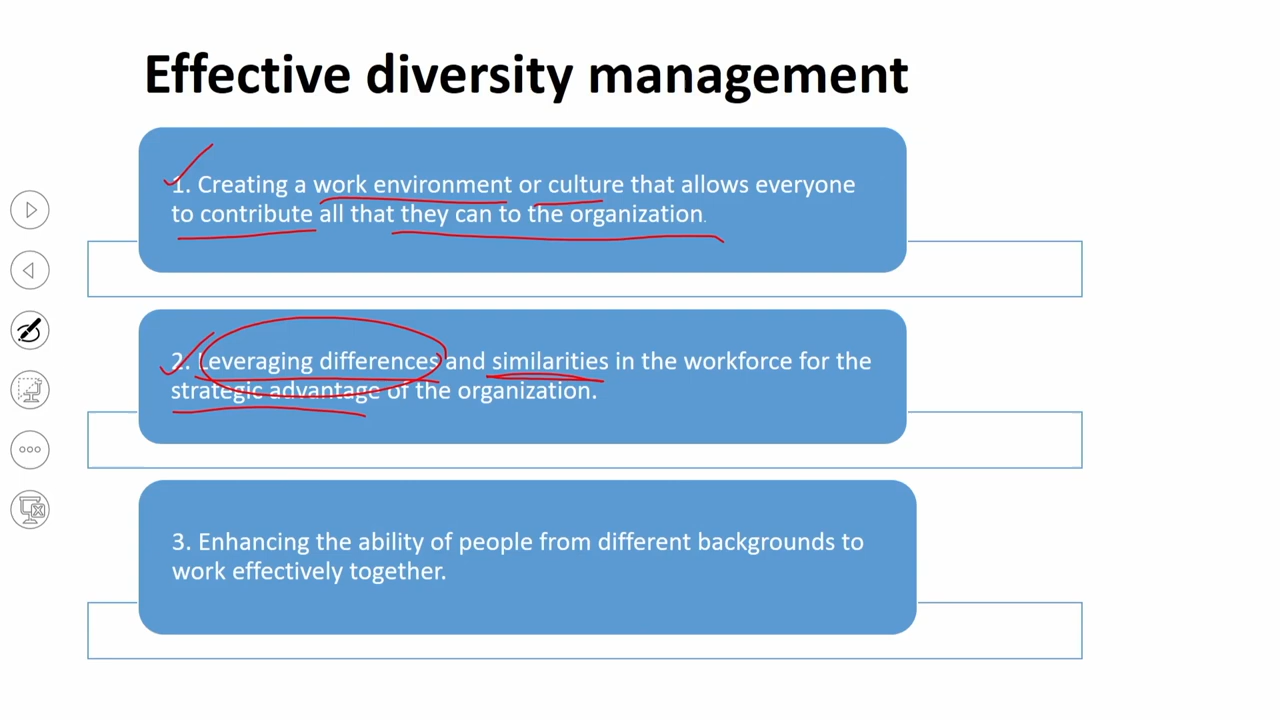 Effective diversity management
1. Creating a work environment or culture that allows everyone
to contribute all that they can to the organization.
2. Leveraging differences and similarities in the workforce for the
strategic advantage of the organization.
3. Enhancing the ability of people from different backgrounds to
work effectively together.